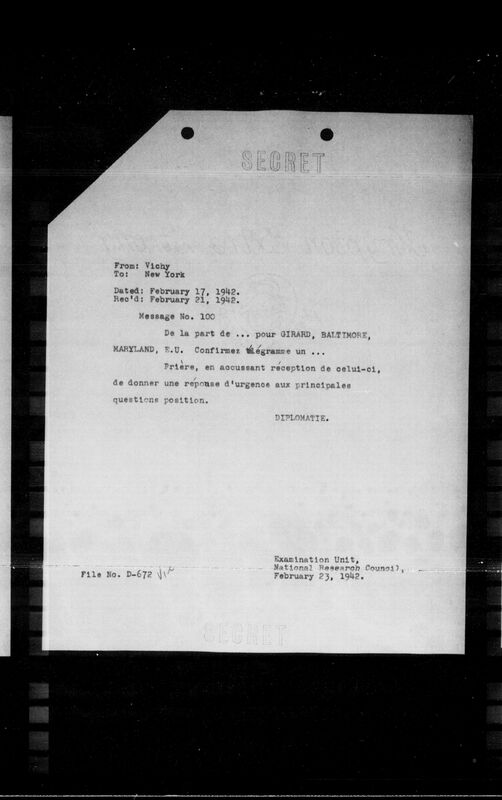 SECRET
From: Vichy
To: New York
Dated: February 17, 1942.
Rec'd: February 21, 1942.
Message No. 100
De la part de ... pour GIRARD, BALTIMORE,
MARYLAND, E.U. Confirmez télégramme un ...
Prière, en accussant réception de celui-ci,
de donner une réponse d'urgence aux principales
questions position.
DIPLOMATIE.
Examination Unit,
National Research Council,
February 23, 1942.
File No. D-672
SECRET